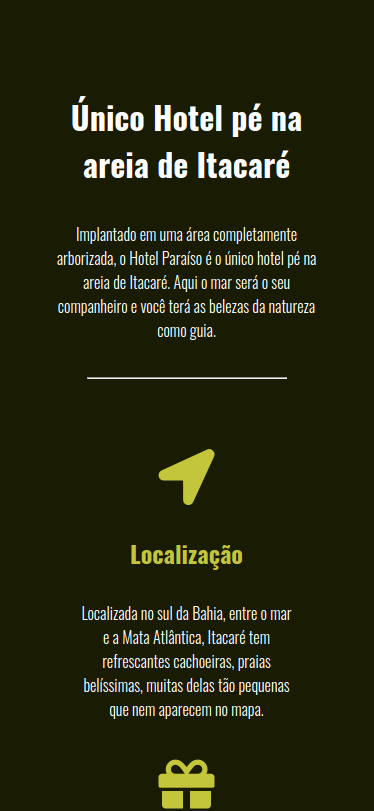 Único Hotel pé na
areia de Itacaré
Implantado em uma área completamente
arborizada, o Hotel Paraíso é o único hotel pé na
areia de Itacaré. Aqui o mar será o seu
companheiro e você terá as belezas da natureza
como guia.
Localização
Localizada no sul da Bahia, entre o mar
e a Mata Atlântica, Itacaré tem
refrescantes cachoeiras, praias
belíssimas, muitas delas tão pequenas
que nem aparecem no mapa.